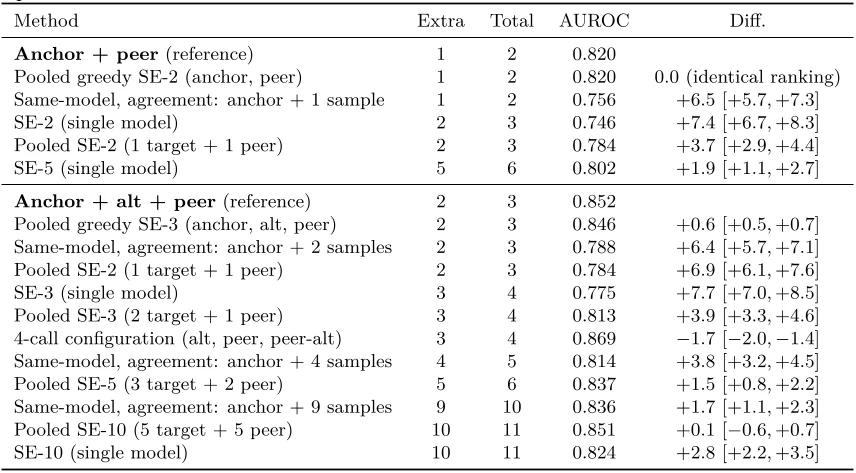 Method Extra Total AUROC Diff.
Anchor + peer (reference) 1 2 0.820
Pooled greedy SE-2 (anchor, peer) 1 2 0.820 0.0 (identical ranking)
Same-model, agreement: anchor + 1 sample 1 2 0.756 +6.5 [+5.7, +7.3]
SE-2 (single model) 2 3 0.746 +7.4 [+6.7, +8.3]
Pooled SE-2 (1 target + 1 peer) 2 3 0.784 +3.7 [+2.9, +4.4]
SE-5 (single model) 5 6 0.802 +1.9 [+1.1, +2.7]
Anchor + alt + peer (reference) 2 3 0.852
Pooled greedy SE-3 (anchor, alt, peer) 2 3 0.846 +0.6 [+0.5, +0.7]
Same-model, agreement: anchor + 2 samples 2 3 0.788 +6.4 [+5.7, +7.1]
Pooled SE-2 (1 target + 1 peer) 2 3 0.784 +6.9 [+6.1, +7.6]
SE-3 (single model) 3 4 0.775 +7.7 [+7.0, +8.5]
Pooled SE-3 (2 target + 1 peer) 3 4 0.813 +3.9 [+3.3, +4.6]
4-call configuration (alt, peer, peer-alt) 3 4 0.869 −1.7 [−2.0, −1.4]
Same-model, agreement: anchor + 4 samples 4 5 0.814 +3.8 [+3.2, +4.5]
Pooled SE-5 (3 target + 2 peer) 5 6 0.837 +1.5 [+0.8, +2.2]
Same-model, agreement: anchor + 9 samples 9 10 0.836 +1.7 [+1.1, +2.3]
Pooled SE-10 (5 target + 5 peer) 10 11 0.851 +0.1 [−0.6, +0.7]
SE-10 (single model) 10 11 0.824 +2.8 [+2.2, +3.5]